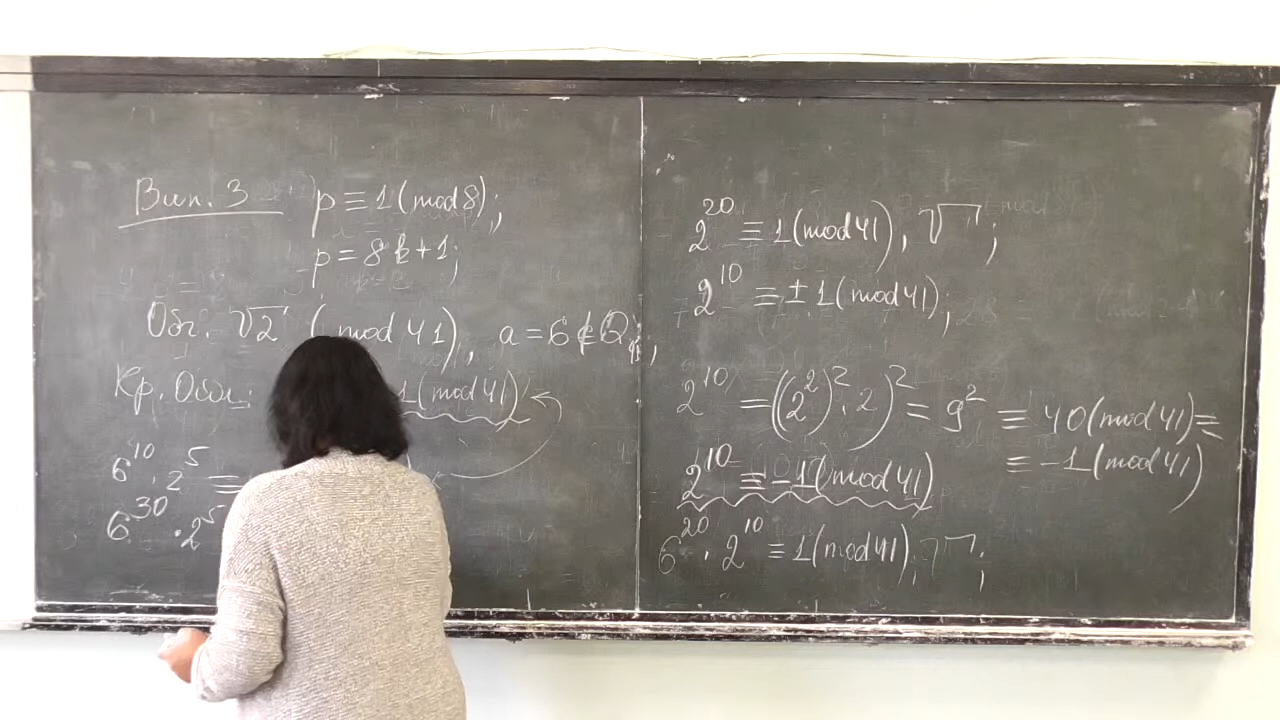 Вип. 3 p ≡ 1(mod 8);
p = 8k+1;
Обч. √2 (mod 41), a = 6 ∉ Q
Кр. 1(mod 41)
6^10 · 2^5 ≡
6^30 · 2^5
2^20 ≡ 1(mod 41), √ ;
2^10 ≡ ± 1(mod 41);
2^10 = ((2^2)^2 · 2)^2 = 9^2 ≡ 40(mod 41) ≡
≡ -1(mod 41)
2^10 ≡ -1(mod 41)
6^20 · 2^10 ≡ 1(mod 41), √ ;